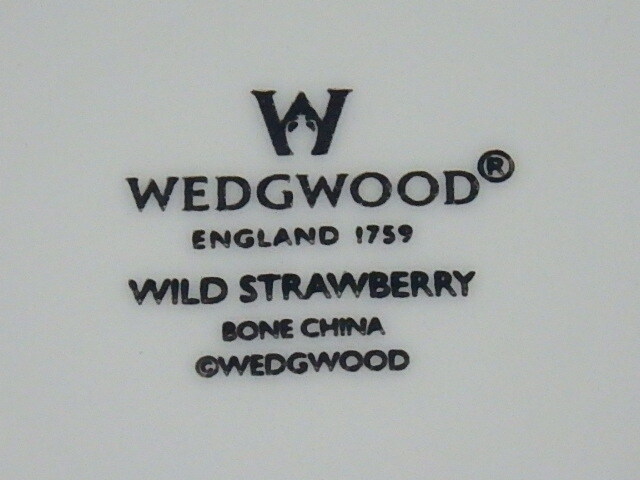 W
WEDGWOOD®
ENGLAND 1759
WILD STRAWBERRY
BONE CHINA
©WEDGWOOD